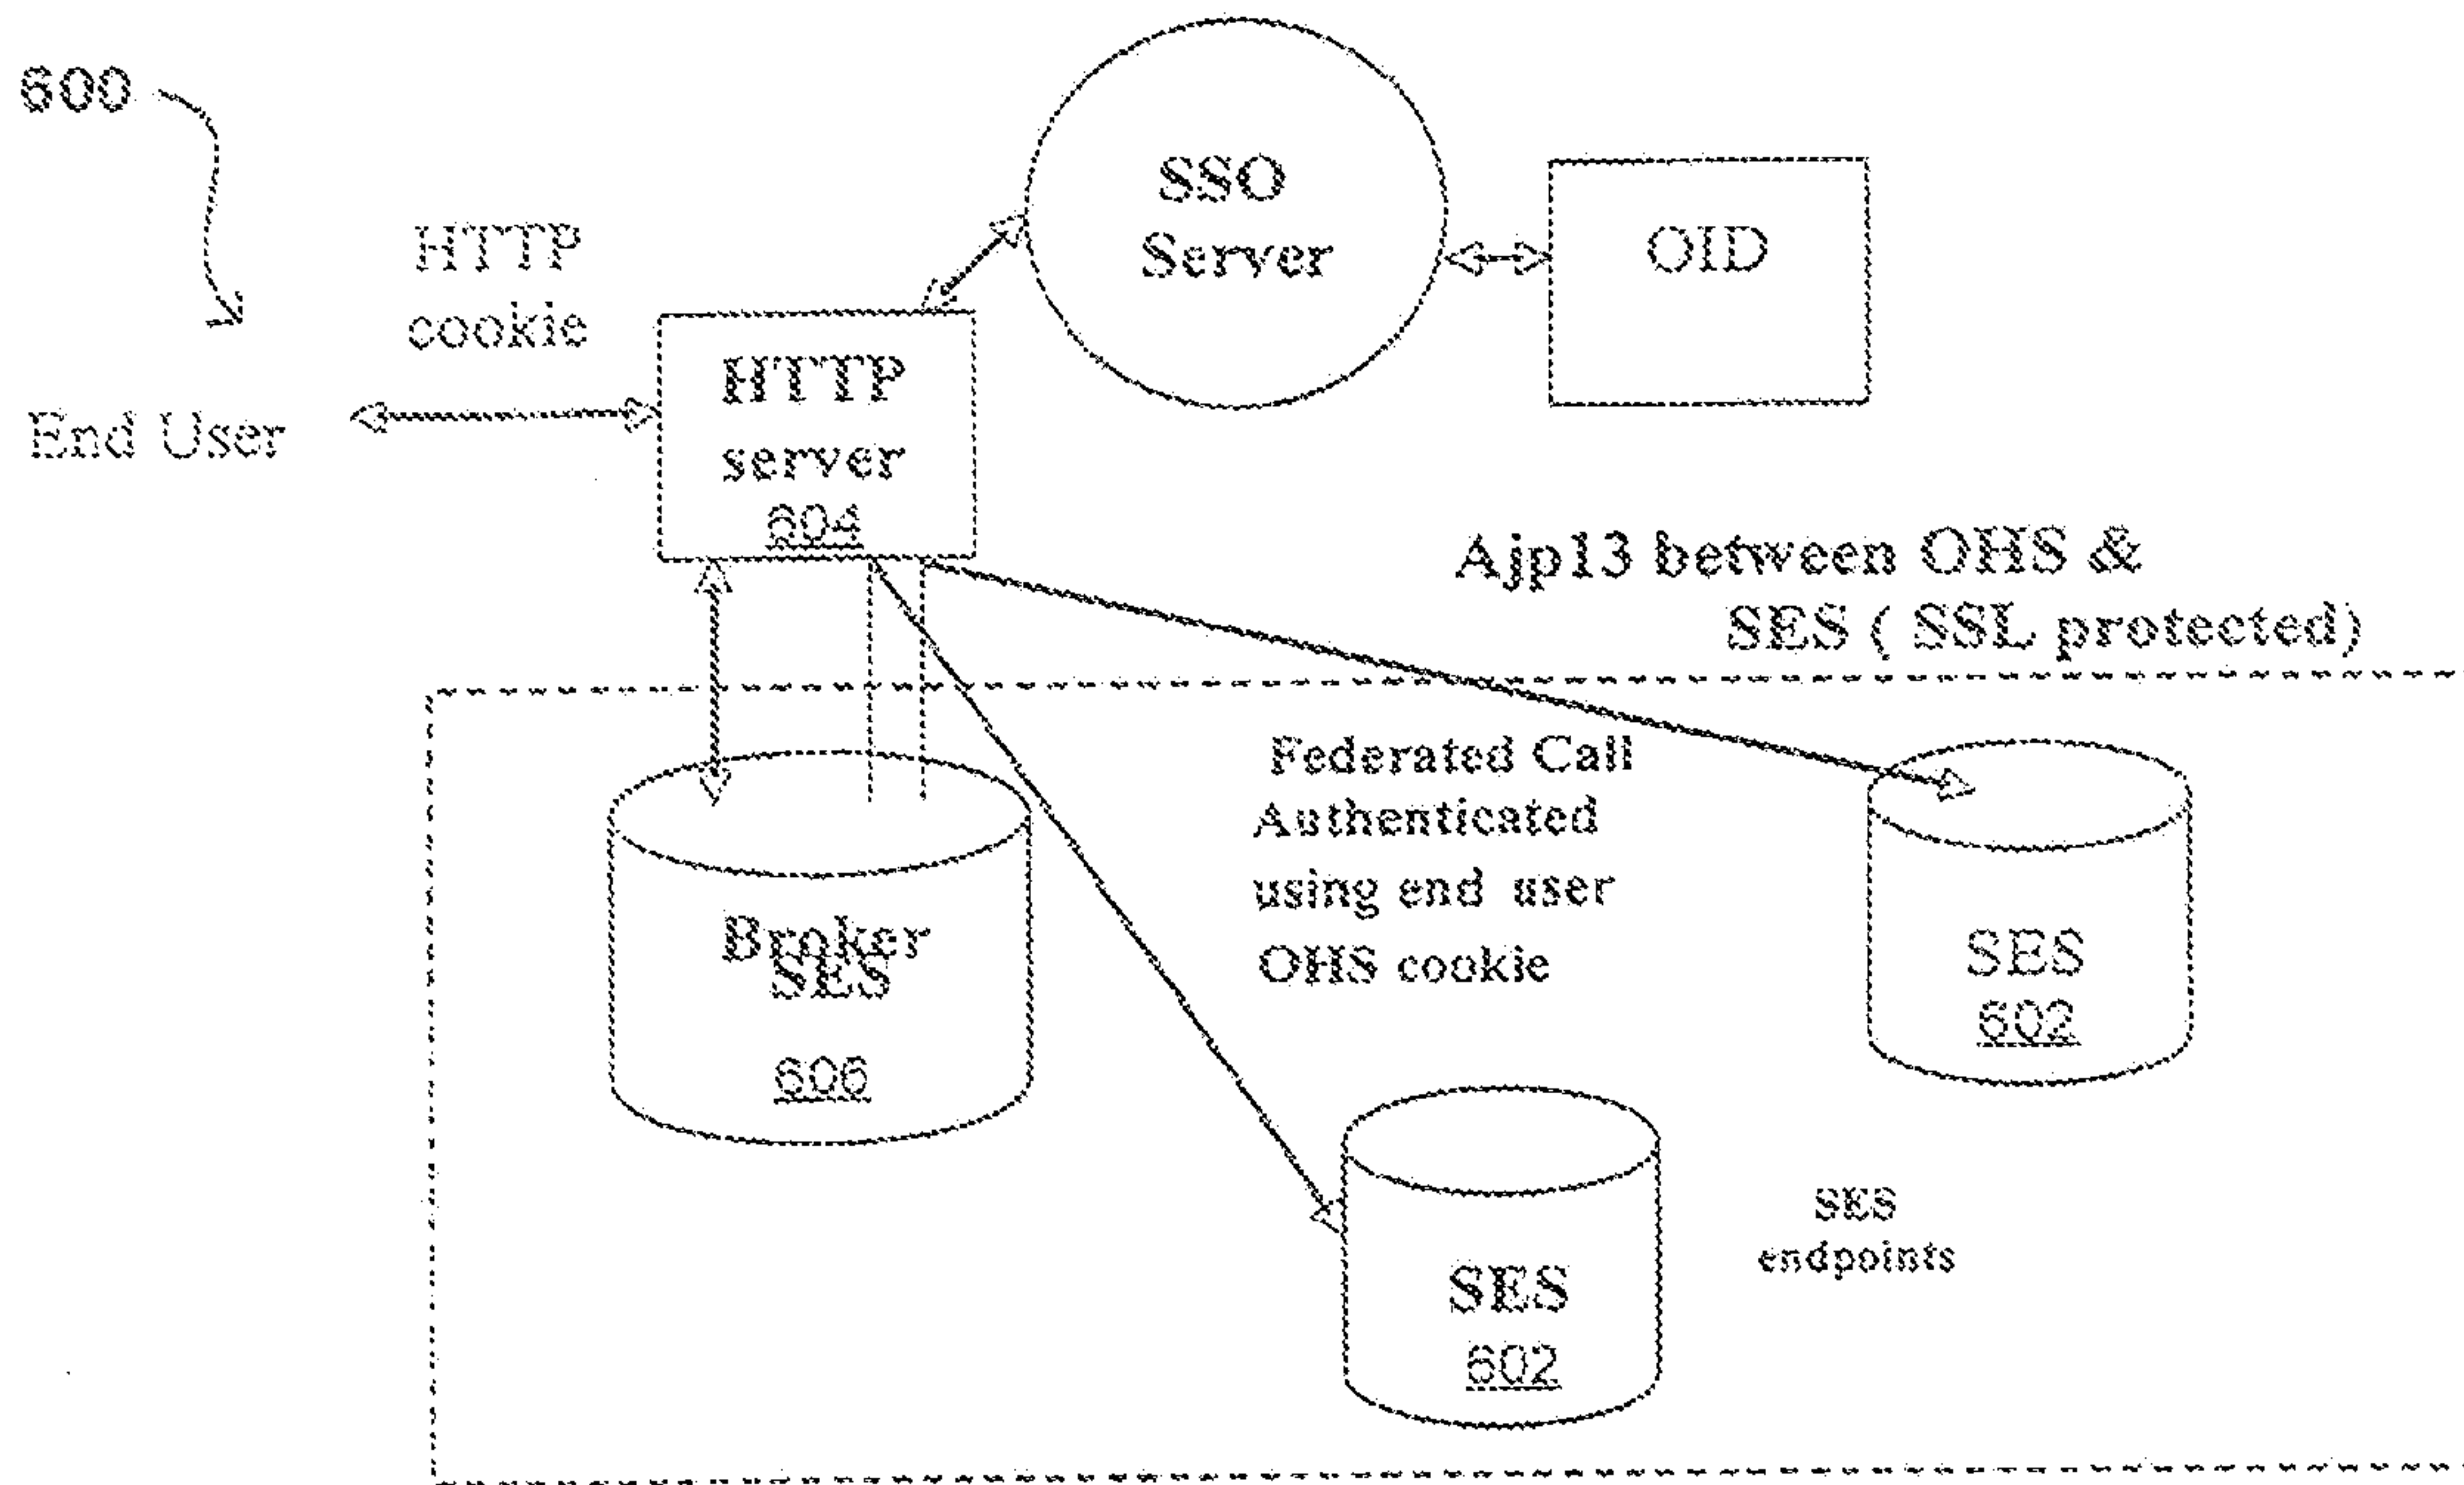 600
HTTP
cookie
End User
SSO
Server
OID
HTTP
server
604
Ajp13 between OHS &
SES ( SSL protected)
Federated Call
Authenticated
using end user
OHS cookie
Broker
SES
606
SES
602
SES
602
SES
endpoints